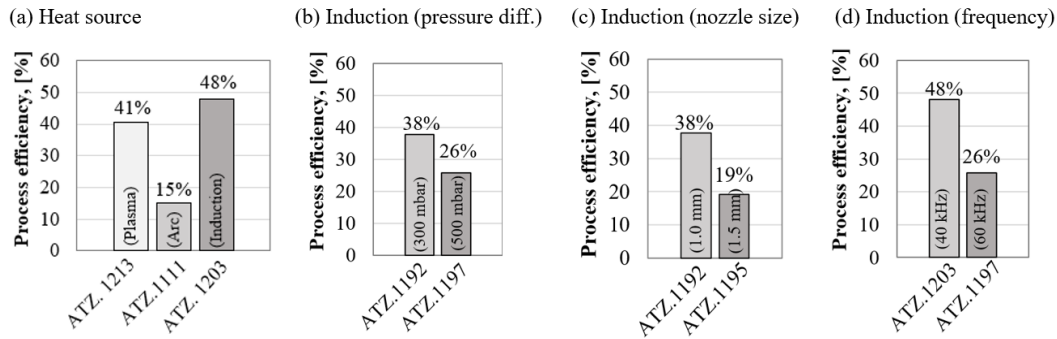 (a) Heat source
Process efficiency, [%]
60
50
40
30
20
10
0
41%
15%
48%
(Plasma)
(Arc)
(Induction)
ATZ. 1213
ATZ.1111
ATZ. 1203
(b) Induction (pressure diff.)
Process efficiency, [%]
60
50
40
30
20
10
0
38%
26%
(300 mbar)
(500 mbar)
ATZ.1192
ATZ.1197
(c) Induction (nozzle size)
Process efficiency, [%]
60
50
40
30
20
10
0
38%
19%
(1.0 mm)
(1.5 mm)
ATZ.1192
ATZ.1195
(d) Induction (frequency)
Process efficiency, [%]
60
50
40
30
20
10
0
48%
26%
(40 kHz)
(60 kHz)
ATZ.1203
ATZ.1197